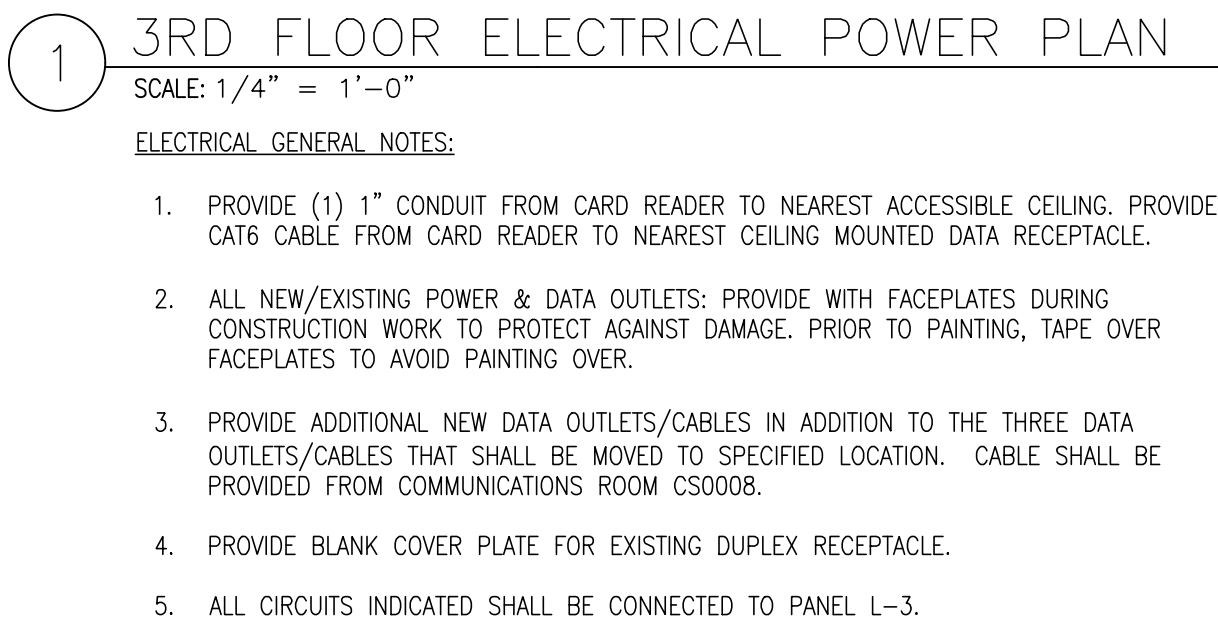 1
3RD FLOOR ELECTRICAL POWER PLAN
SCALE: 1/4” = 1’–0”
ELECTRICAL GENERAL NOTES:
1. PROVIDE (1) 1” CONDUIT FROM CARD READER TO NEAREST ACCESSIBLE CEILING. PROVIDE
CAT6 CABLE FROM CARD READER TO NEAREST CEILING MOUNTED DATA RECEPTACLE.
2. ALL NEW/EXISTING POWER & DATA OUTLETS: PROVIDE WITH FACEPLATES DURING
CONSTRUCTION WORK TO PROTECT AGAINST DAMAGE. PRIOR TO PAINTING, TAPE OVER
FACEPLATES TO AVOID PAINTING OVER.
3. PROVIDE ADDITIONAL NEW DATA OUTLETS/CABLES IN ADDITION TO THE THREE DATA
OUTLETS/CABLES THAT SHALL BE MOVED TO SPECIFIED LOCATION. CABLE SHALL BE
PROVIDED FROM COMMUNICATIONS ROOM CS0008.
4. PROVIDE BLANK COVER PLATE FOR EXISTING DUPLEX RECEPTACLE.
5. ALL CIRCUITS INDICATED SHALL BE CONNECTED TO PANEL L–3.